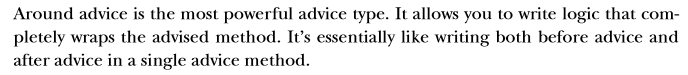 Around advice is the most powerful advice type. It allows you to write logic that com-
pletely wraps the advised method. It's essentially like writing both before advice and
after advice in a single advice method.